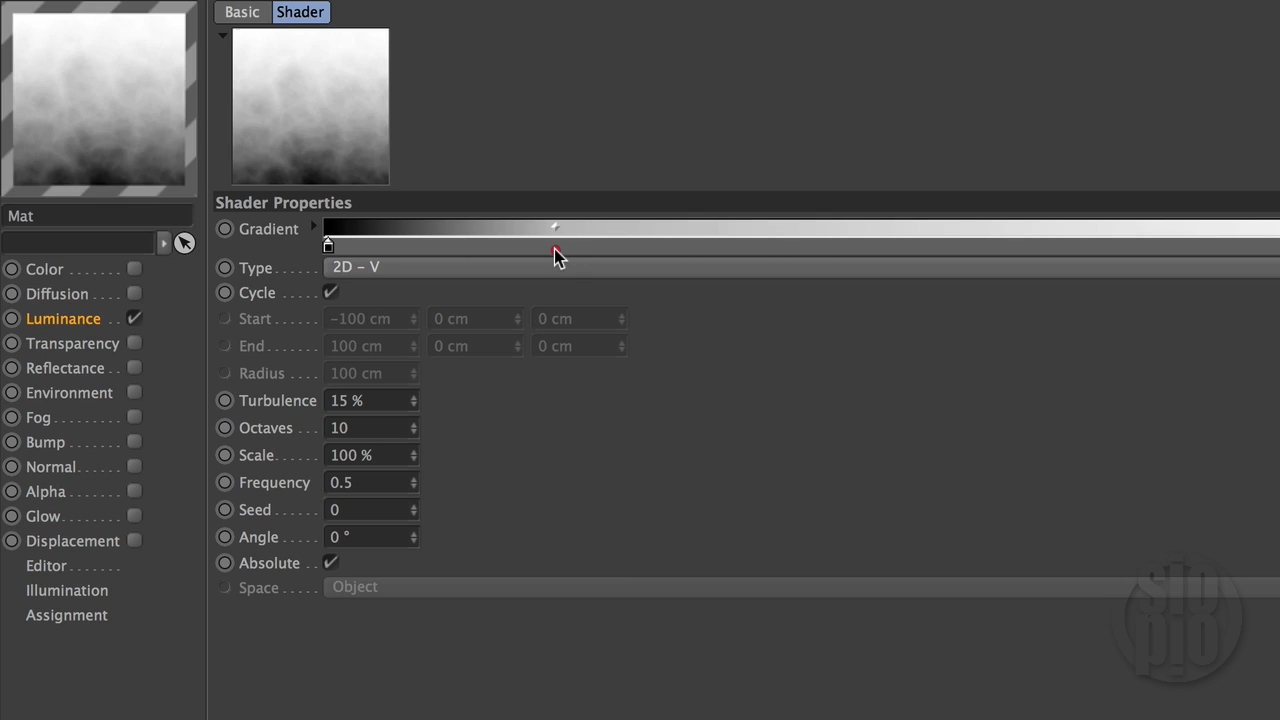 Basic Shader
Shader Properties
Mat
Gradient
Color
Type . . . . . . 2D – V
Diffusion . . . .
Cycle . . . .
Luminance . .
Start . . . . . . –100 cm 0 cm 0 cm
Transparency
End . . . . . . . 100 cm 0 cm 0 cm
Reflectance . .
Radius . . . . 100 cm
Environment
Turbulence 15 %
Fog . . . . . . . . .
Octaves . . . 10
Bump . . . . . . .
Scale . . . . . 100 %
Normal . . . . . .
Frequency 0.5
Alpha . . . . . . .
Seed . . . . . . 0
Glow . . . . . . . .
Angle . . . . . 0 °
Displacement
Absolute . .
Editor . . . . . . .
Illumination
Space . . . . . Object
Assignment